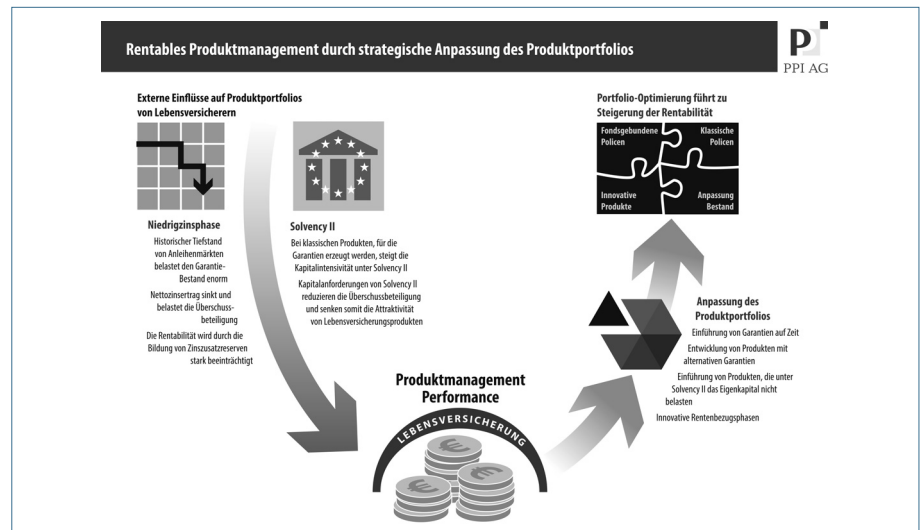 Rentables Produktmanagement durch strategische Anpassung des Produktportfolios
P
PPI AG
Externe Einflüsse auf Produktportfolios
von Lebensversicherern
Niedrigzinsphase
Historischer Tiefstand
von Anleihenmärkten
belastet den Garantie-
Bestand enorm
Nettozinsertrag sinkt und
belastet die Überschuss-
beteiligung
Die Rentabilität wird durch die
Bildung von Zinszusatzreserven
stark beeinträchtigt
Solvency II
Bei klassischen Produkten, für die
Garantien erzeugt werden, steigt die
Kapitalintensivität unter Solvency II
Kapitalanforderungen von Solvency II
reduzieren die Überschussbeteiligung
und senken somit die Attraktivität
von Lebensversicherungsprodukten
Produktmanagement
Performance
LEBENSVERSICHERUNG
€
€
€
Portfolio-Optimierung führt zu
Steigerung der Rentabilität
Fondsgebundene
Policen
Klassische
Policen
Innovative
Produkte
Anpassung
Bestand
Anpassung des
Produktportfolios
Einführung von Garantien auf Zeit
Entwicklung von Produkten mit
alternativen Garantien
Einführung von Produkten, die unter
Solvency II das Eigenkapital nicht
belasten
Innovative Rentenbezugsphasen